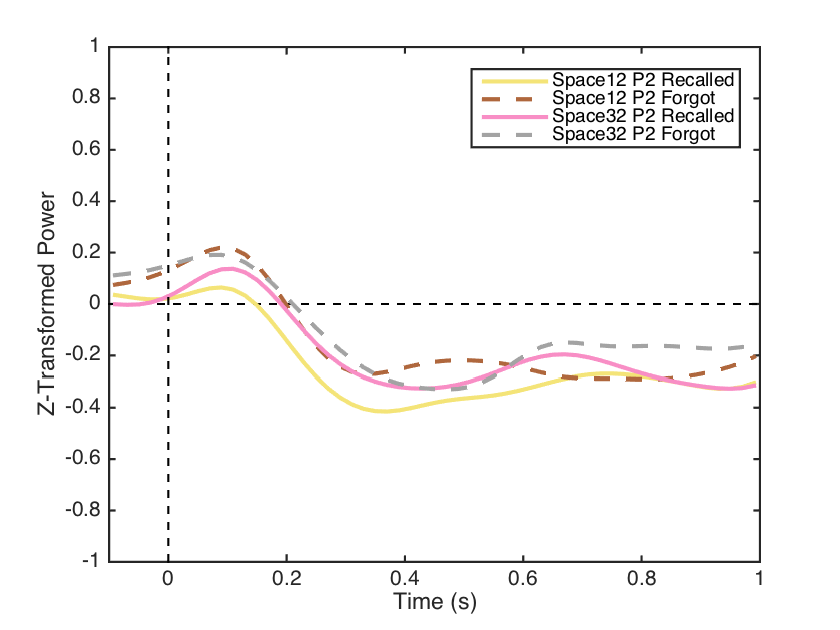 1
0.8
0.6
0.4
0.2
0
-0.2
-0.4
-0.6
-0.8
-1
Z-Transformed Power
Space12 P2 Recalled
Space12 P2 Forgot
Space32 P2 Recalled
Space32 P2 Forgot
0 0.2 0.4 0.6 0.8 1
Time (s)